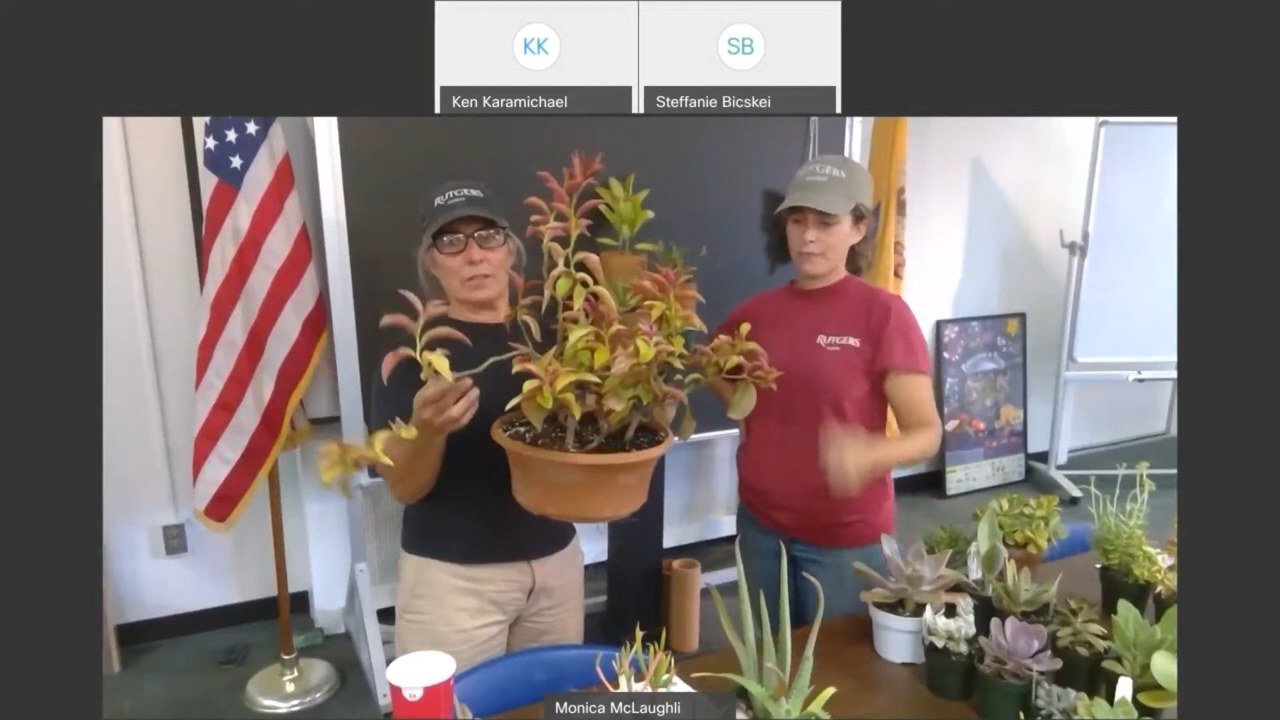 KK
SB
Ken Karamichael
Steffanie Bicskei
RUTGERS
RUTGERS
RUTGERS
Monica McLaughli